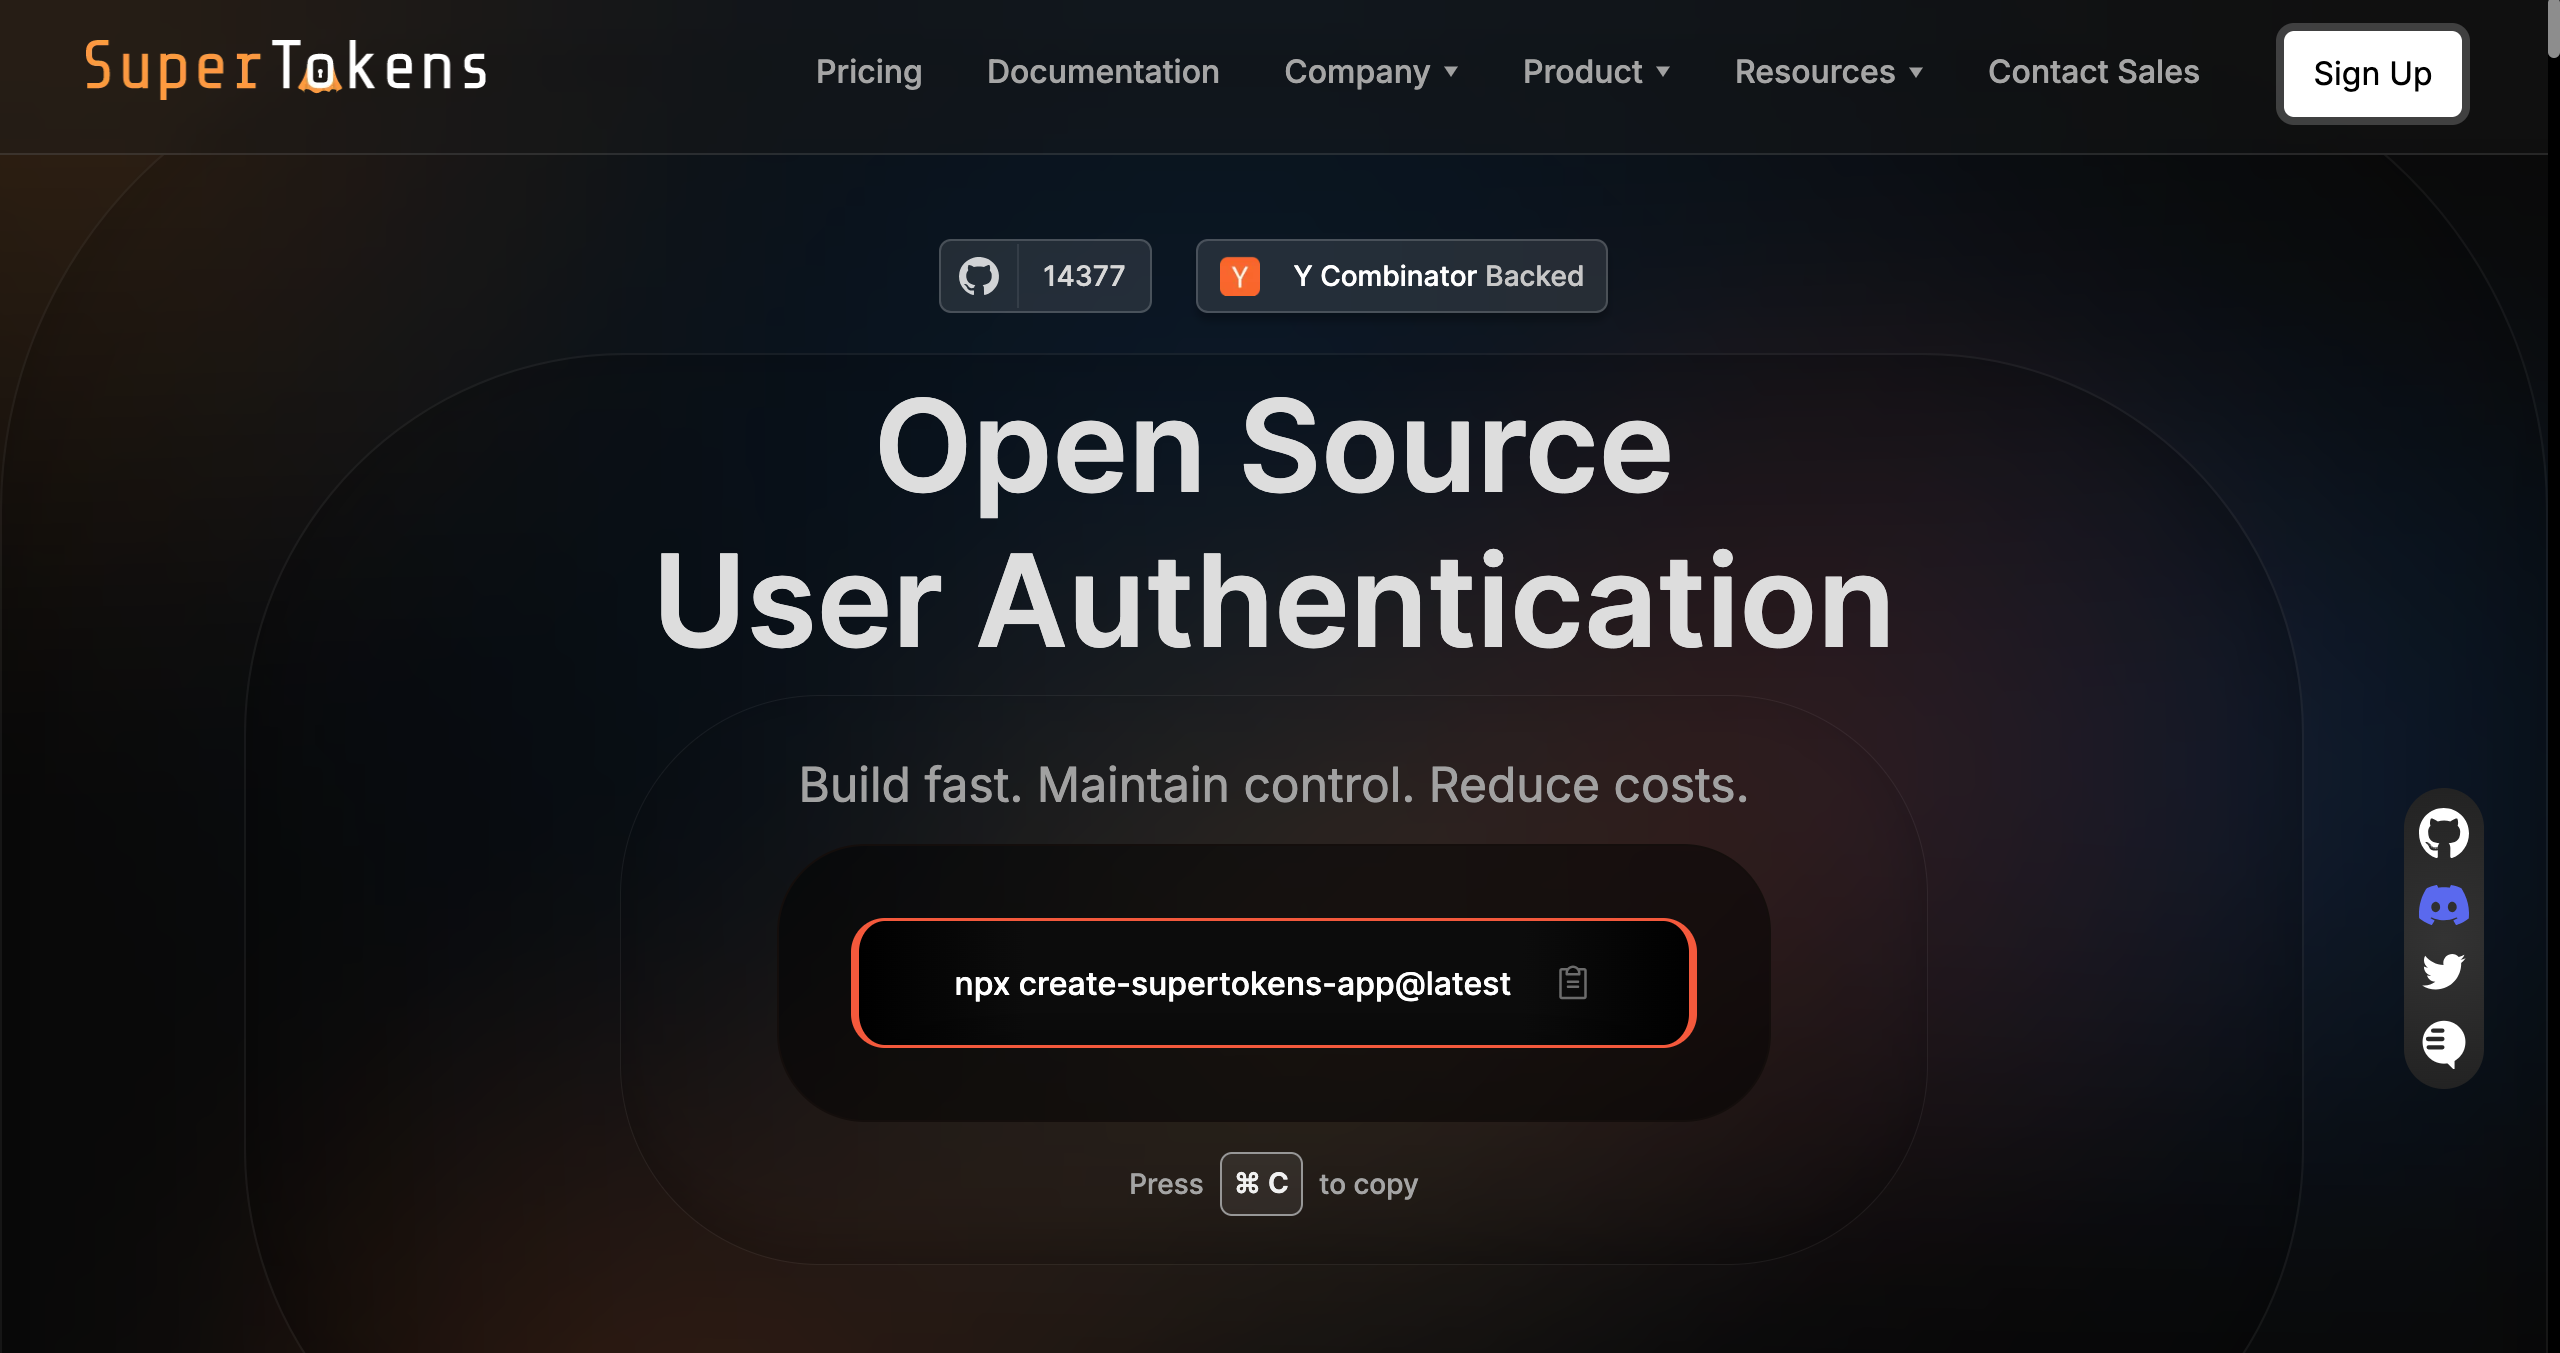 SuperTokens
Pricing
Documentation
Company
Product
Resources
Contact Sales
Sign Up
14377
Y
Y Combinator Backed
Open Source
User Authentication
Build fast. Maintain control. Reduce costs.
npx create-supertokens-app@latest
Press ⌘ C to copy